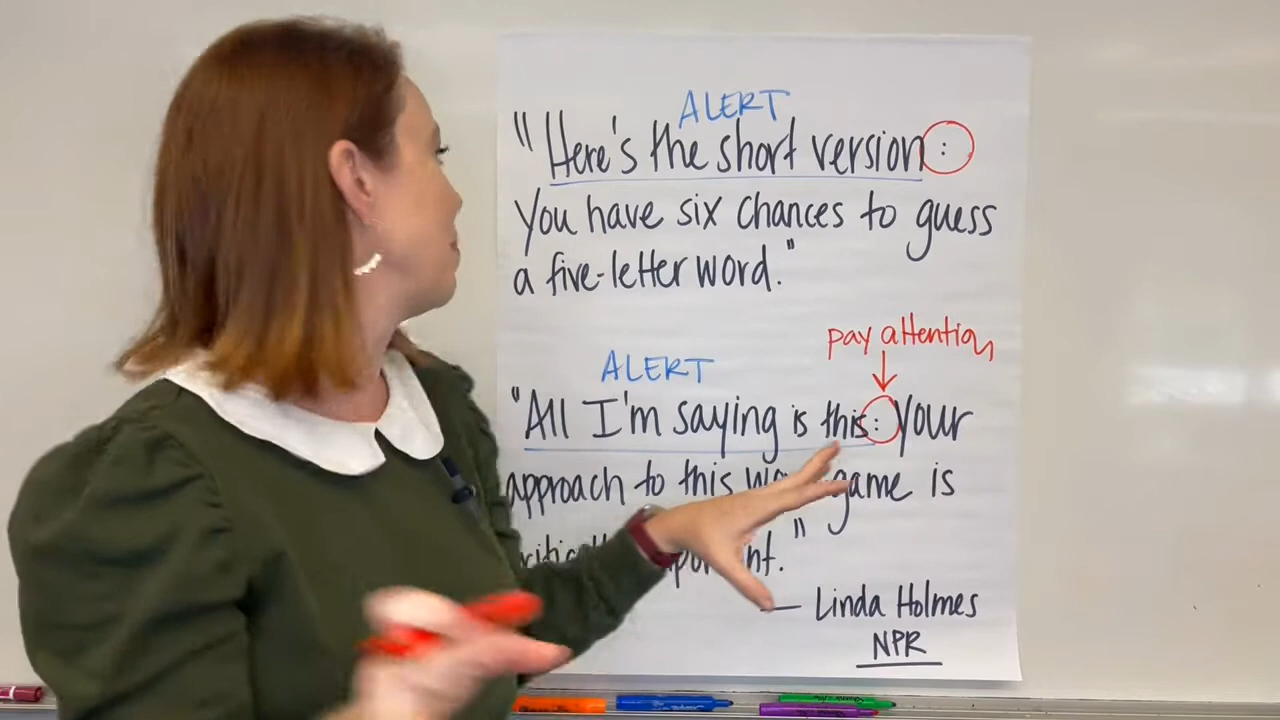 ALERT
"Here's the short version:
You have six chances to guess
a five-letter word."
pay attention
ALERT
"All I'm saying is this: Your
approach to this game is
."
— Linda Holmes
NPR